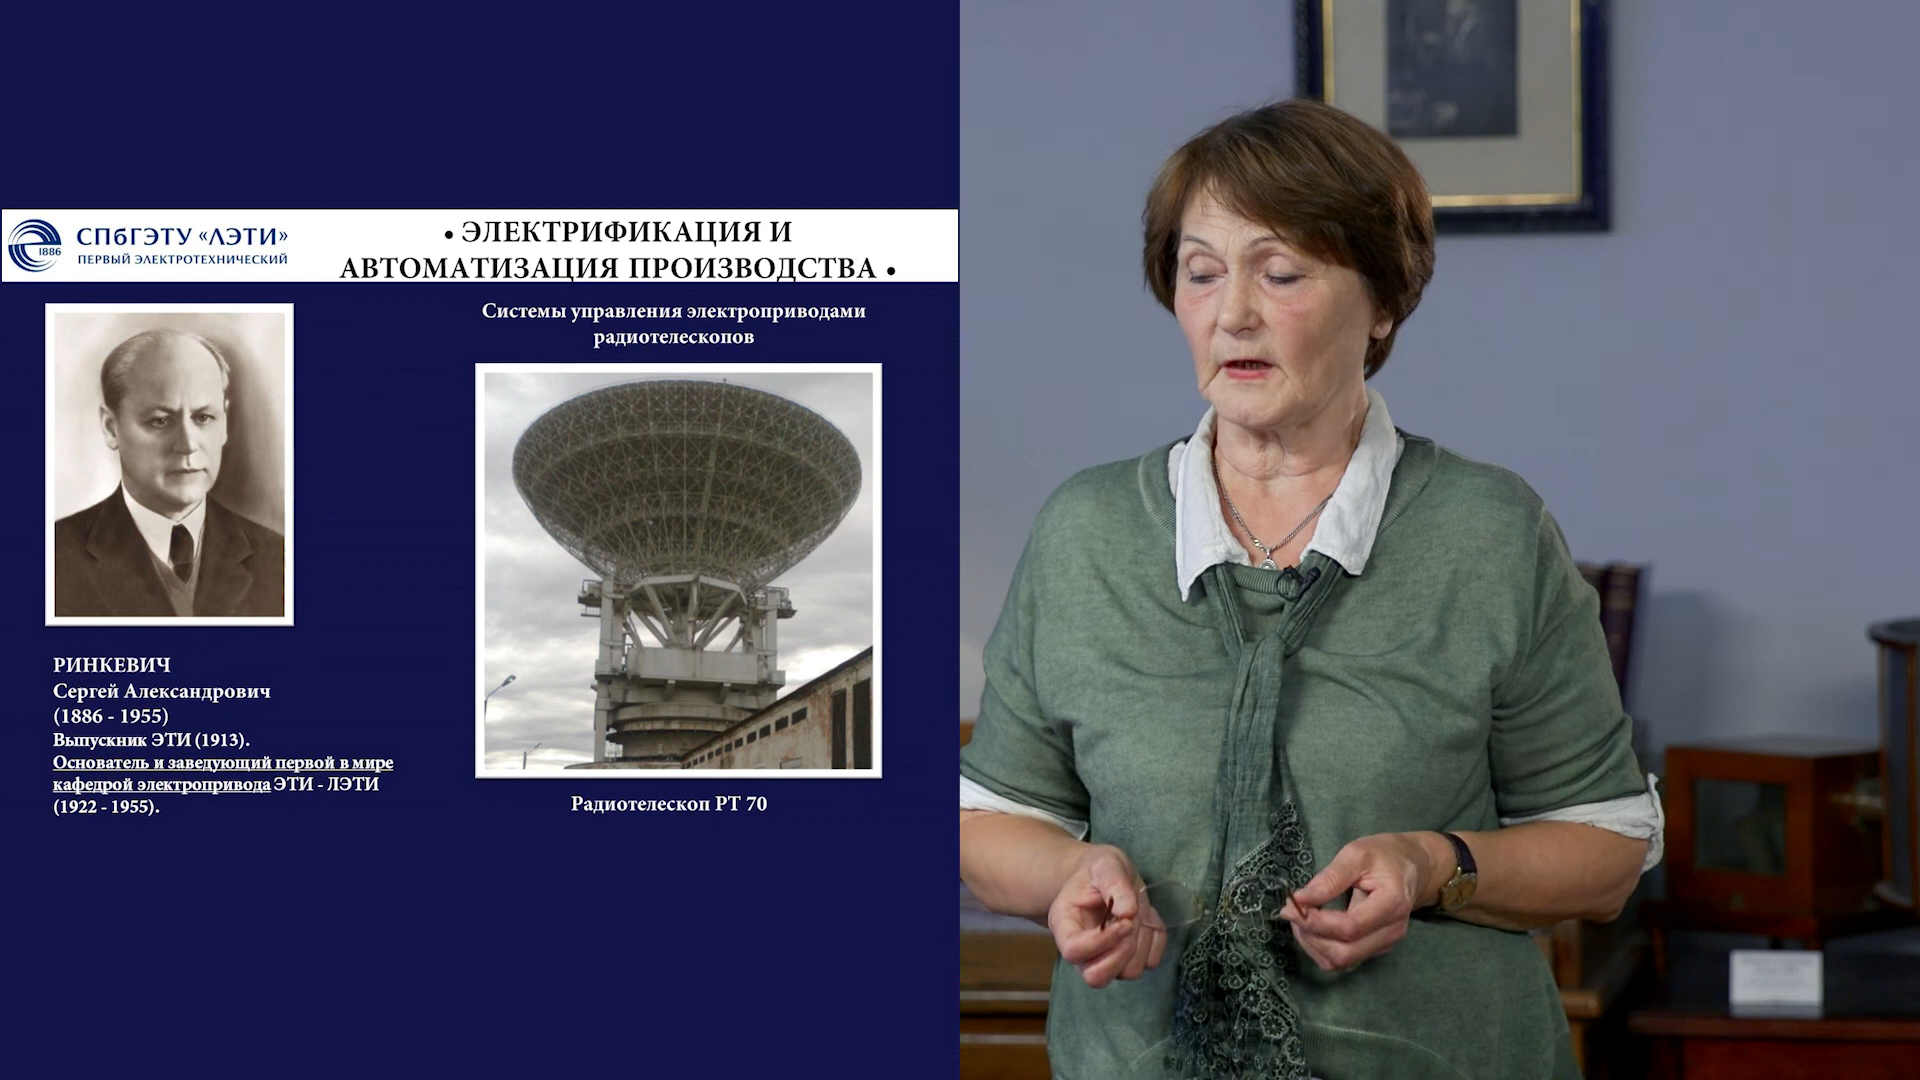 СПбГЭТУ «ЛЭТИ»
ПЕРВЫЙ ЭЛЕКТРОТЕХНИЧЕСКИЙ
1886
• ЭЛЕКТРИФИКАЦИЯ И
АВТОМАТИЗАЦИЯ ПРОИЗВОДСТВА •
Системы управления электроприводами
радиотелескопов
РИНКЕВИЧ
Сергей Александрович
(1886 - 1955)
Выпускник ЭТИ (1913).
Основатель и заведующий первой в мире
кафедрой электропривода ЭТИ - ЛЭТИ
(1922 - 1955).
Радиотелескоп РТ 70